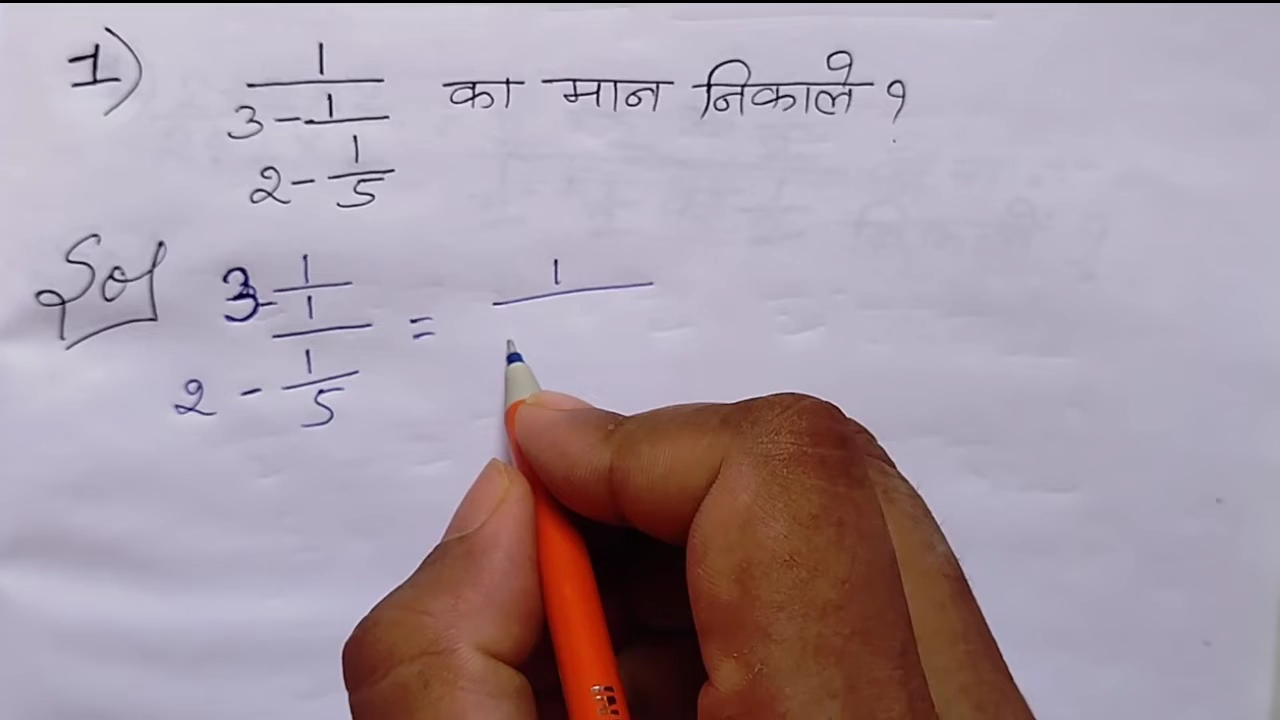 1) 1
3 - 1 का मान निकाले ?
2 - 1
5
Sol 1
3 - 1
2 - 1
5
= 1